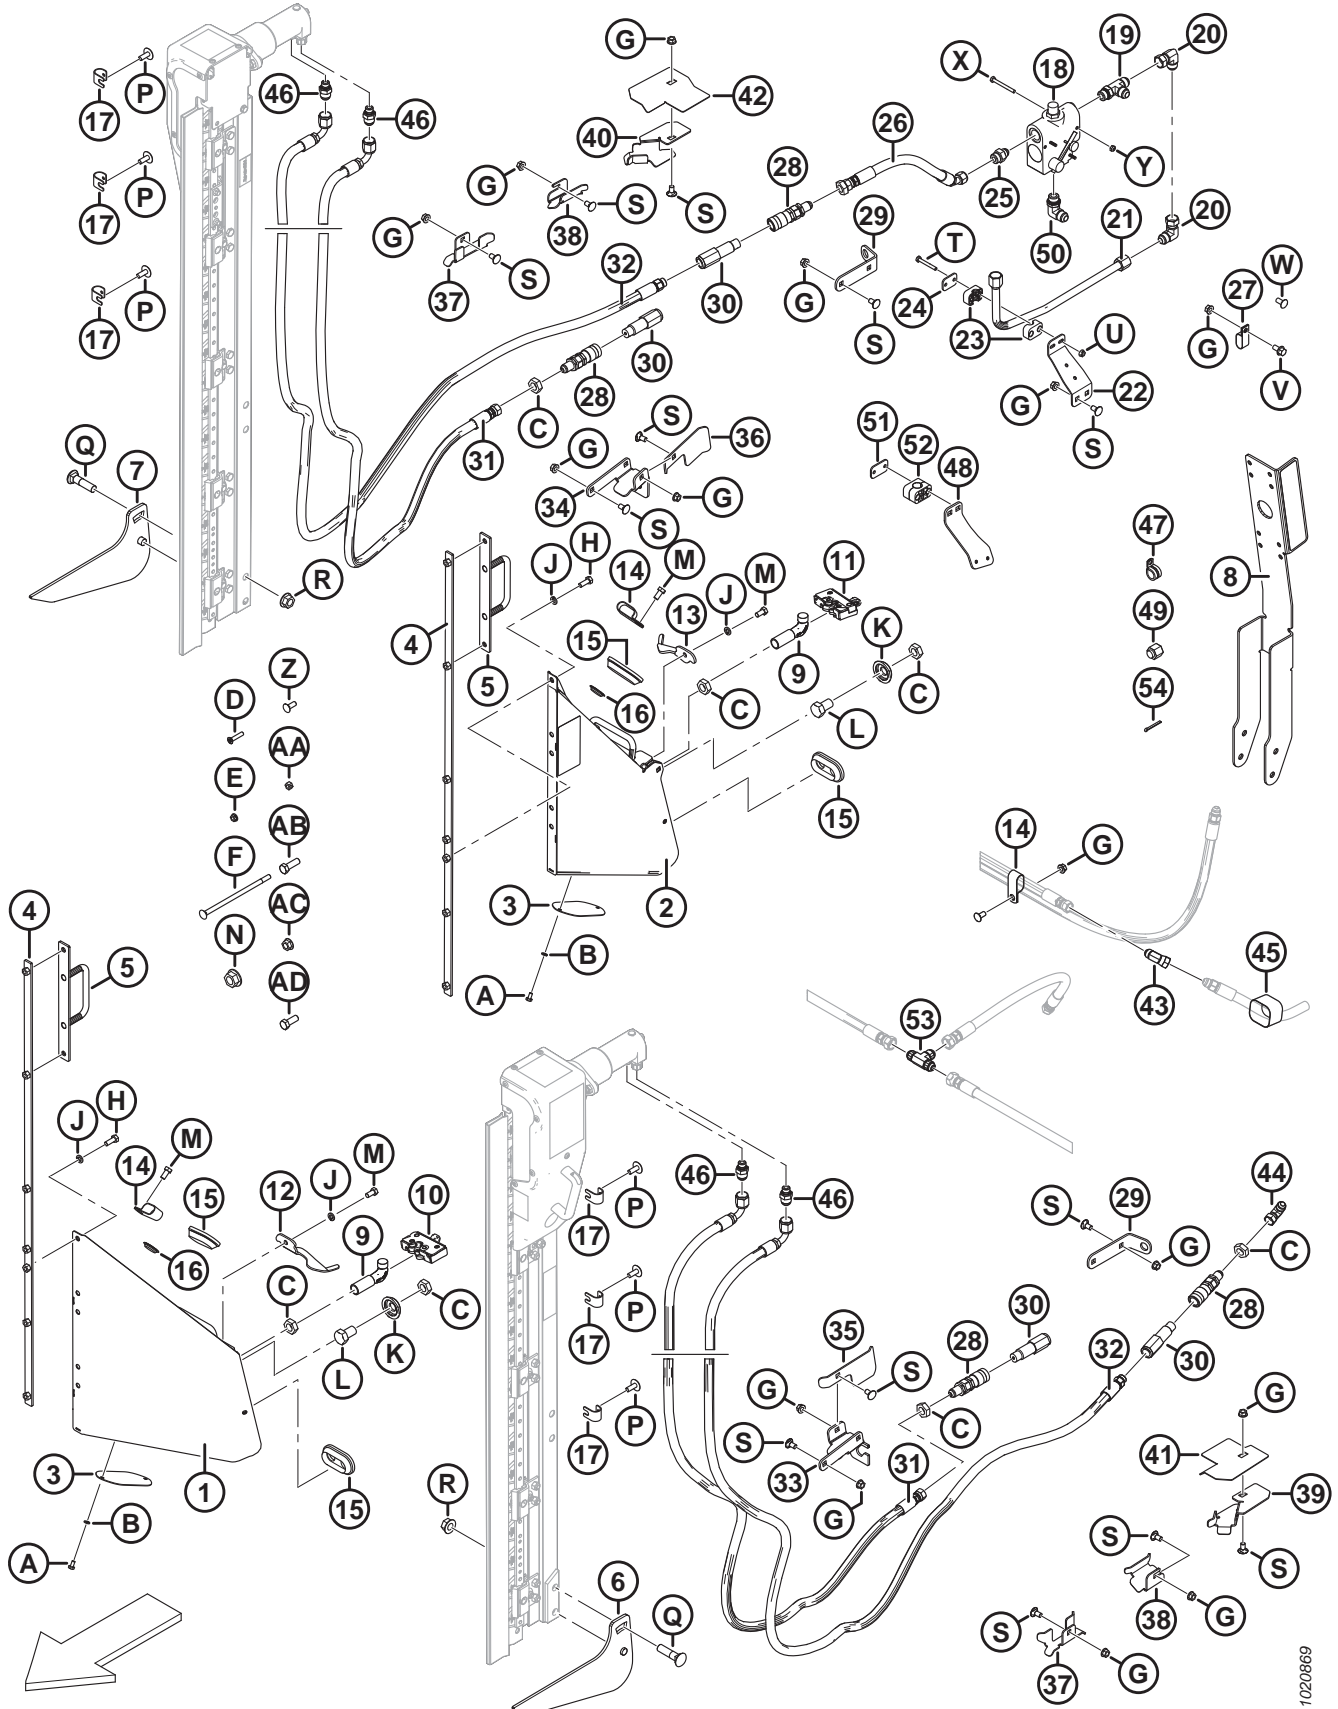 G
19
20
X
18
17
P
46
42
46
40
26
Y
28
25
17
P
G
S
S
29
50
21
20
38
G
T
W
32
G
24
27
37
S
30
17
P
23
U
G
S
30
V
28
G
22
C
S
36
S
31
51
52
48
Q
7
G
34
G
S
H
M
11
47
R
J
14
M
J
8
13
K
4
15
9
49
5
C
C
Z
16
L
54
D
AA
E
15
AB
14
G
F
4
AC
3
2
5
N
B
45
A
43
AD
53
H
J
M
M
14
15
12
J
10
46
46
44
S
29
9
17
P
16
C
G
C
C
K
30
28
L
17
P
35
28
S
32
30
G
G
17
P
C
S
41
3
1
15
33
31
39
R
B
G
S
A
S
6
Q
38
G
S
37
G
1020869